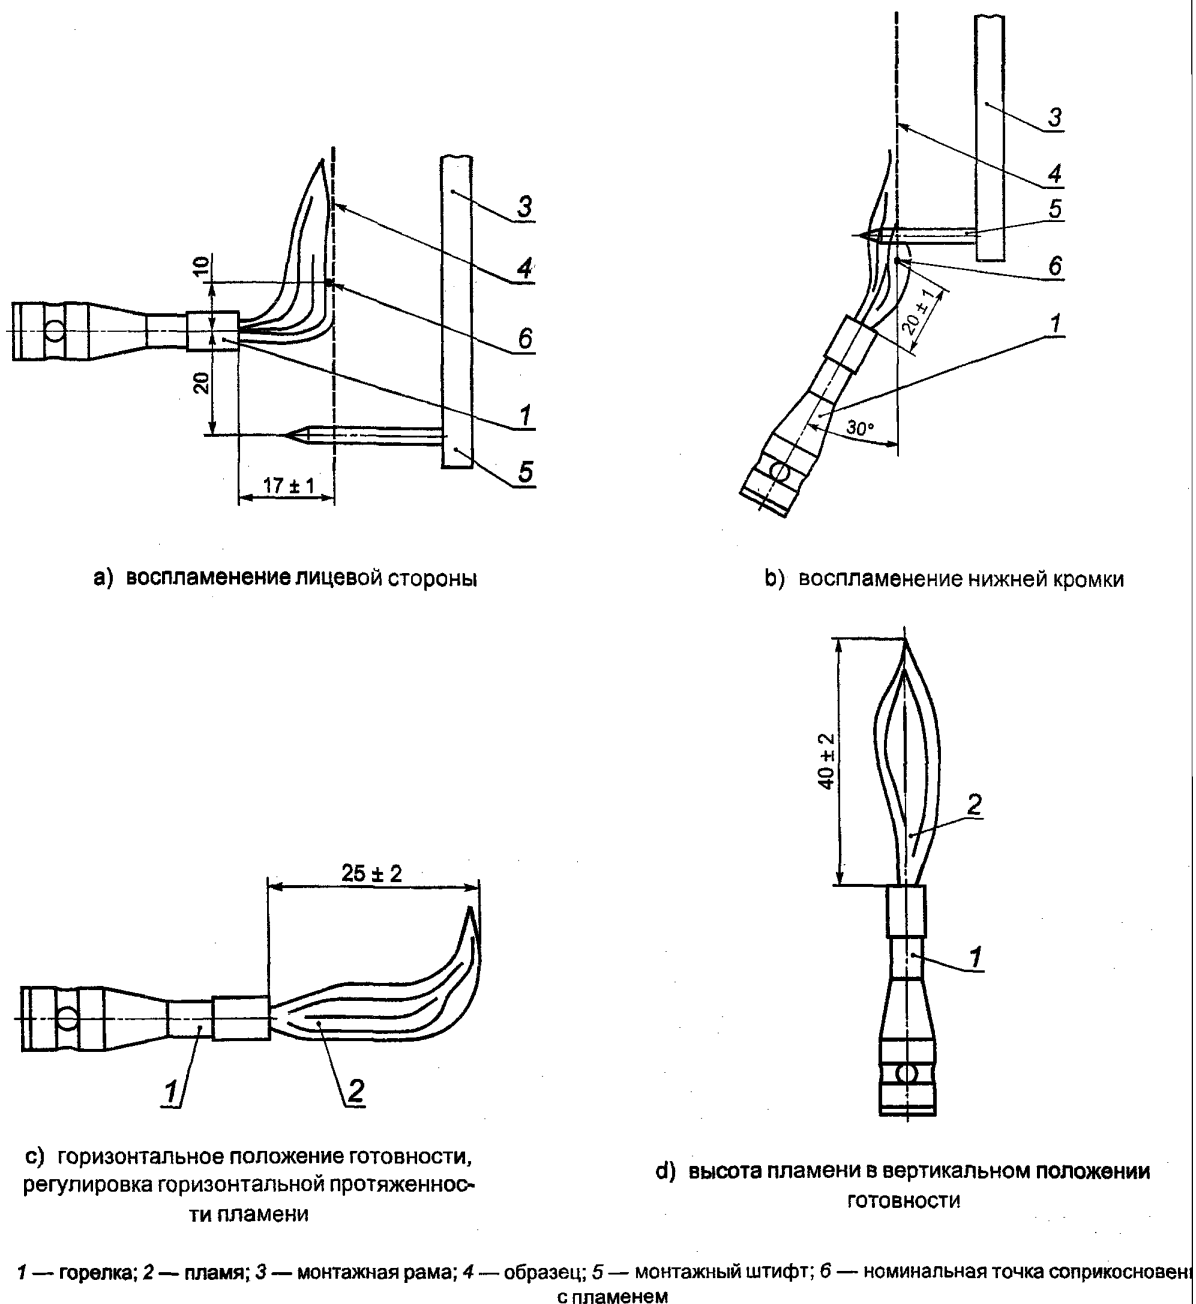 3
4
6
1
5
10
20
17 ± 1
3
4
5
6
1
20 ± 1
30°
a) воспламенение лицевой стороны
b) воспламенение нижней кромки
25 ± 2
1
2
40 ± 2
2
1
c) горизонтальное положение готовности,
регулировка горизонтальной протяженнос-
ти пламени
d) высота пламени в вертикальном положении
готовности
1 — горелка; 2 — пламя; 3 — монтажная рама; 4 — образец; 5 — монтажный штифт; 6 — номинальная точка соприкосновен
с пламенем